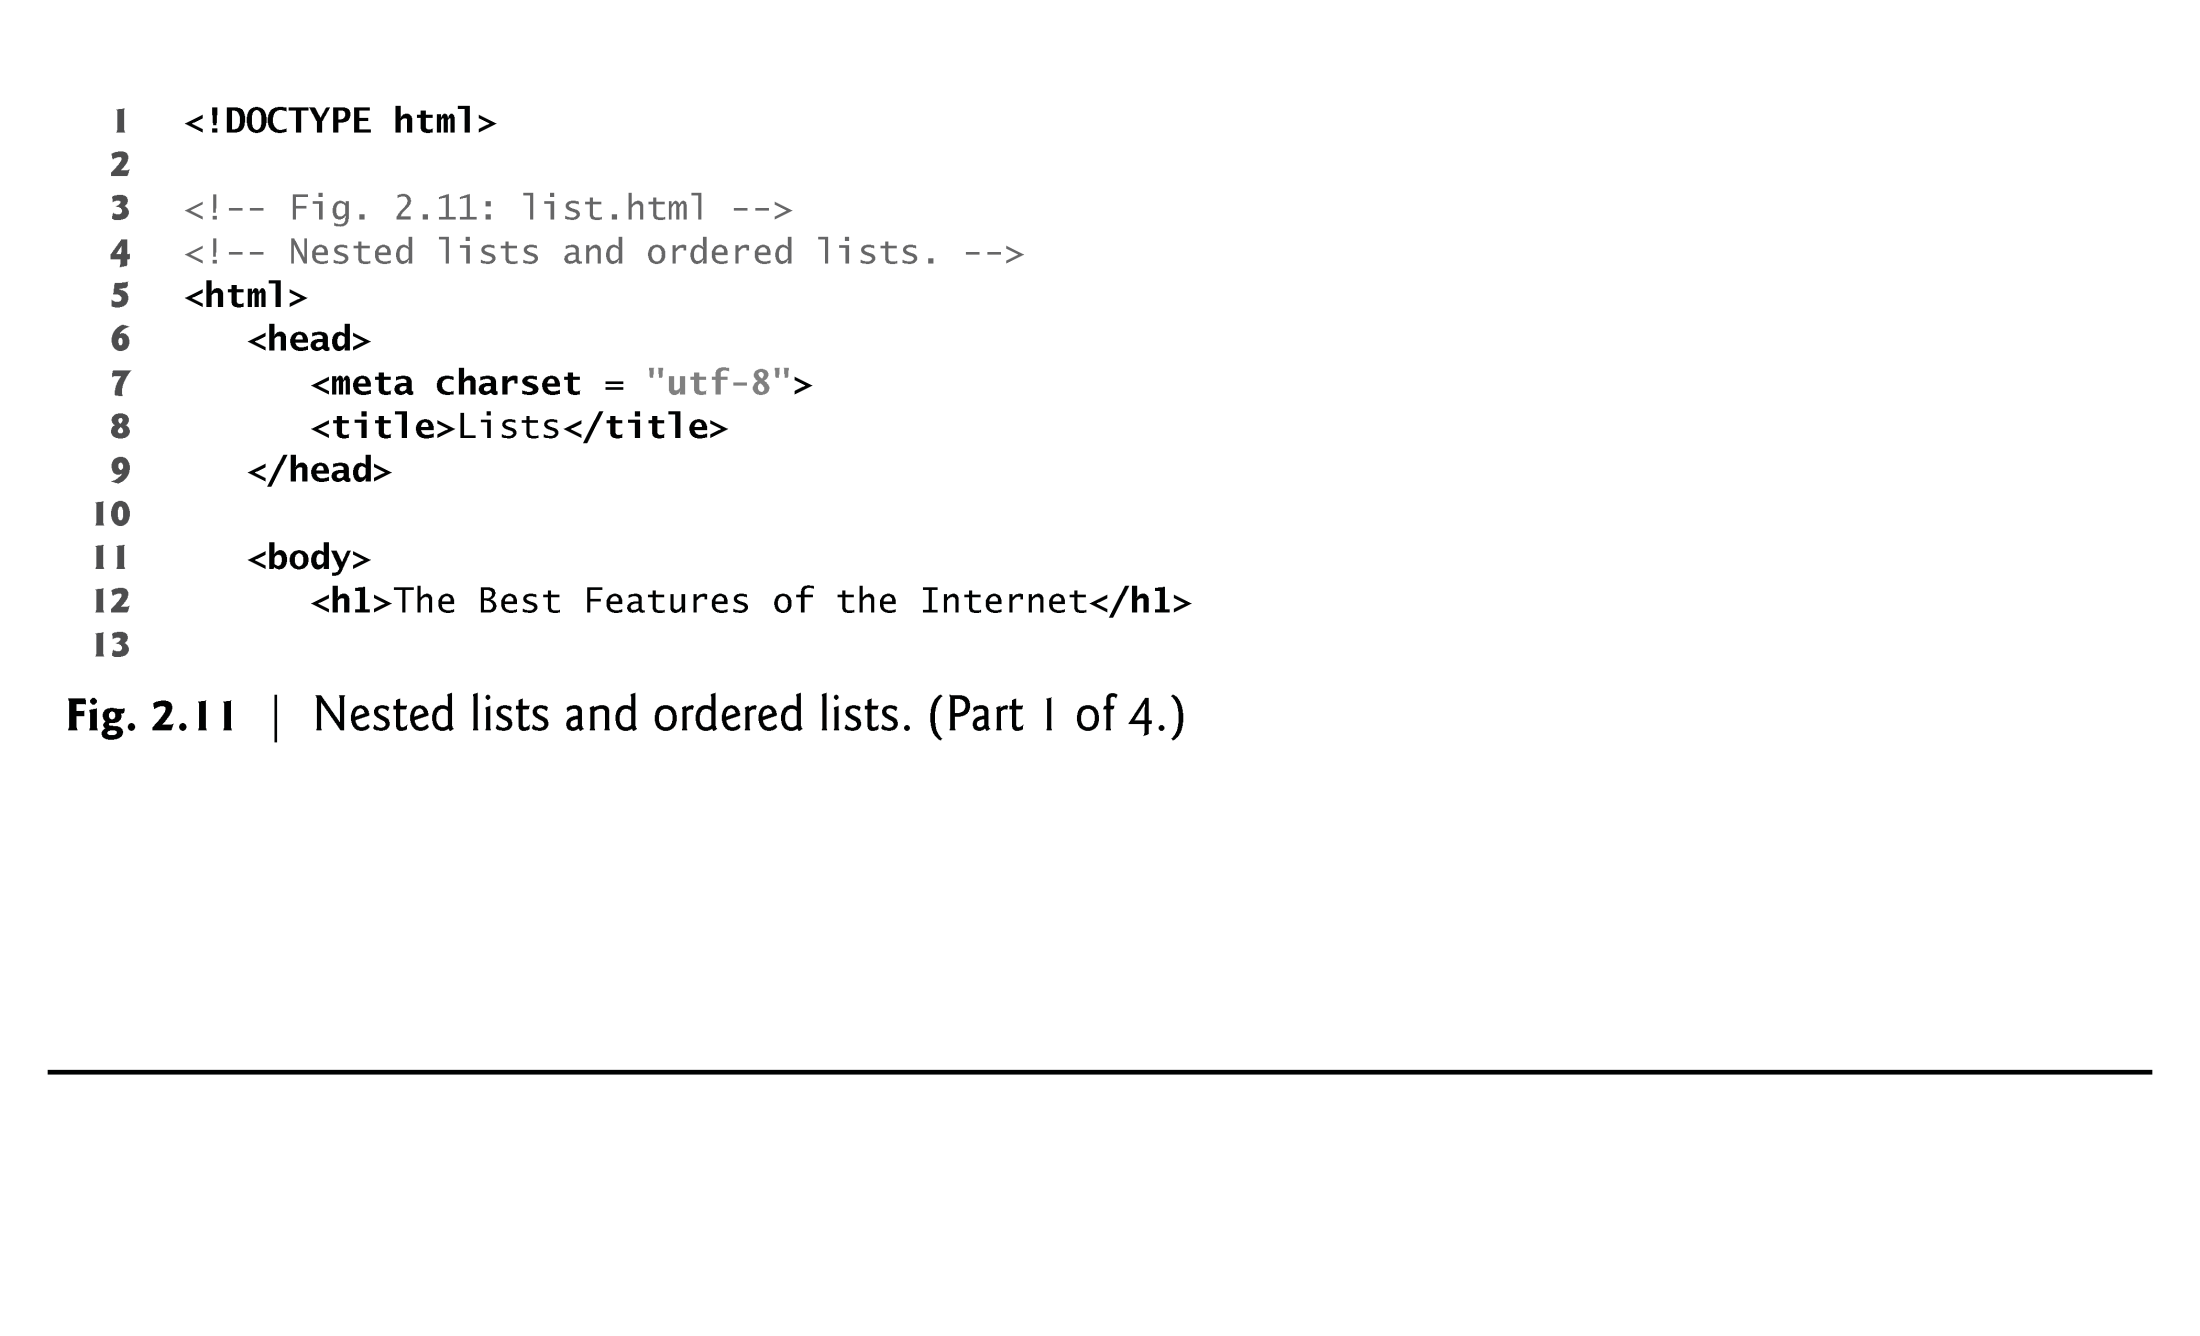 1 <!DOCTYPE html>
2
3 <!-- Fig. 2.11: list.html -->
4 <!-- Nested lists and ordered lists. -->
5 <html>
6 <head>
7 <meta charset = "utf-8">
8 <title>Lists</title>
9 </head>
10
11 <body>
12 <h1>The Best Features of the Internet</h1>
13
Fig. 2.11 | Nested lists and ordered lists. (Part 1 of 4.)